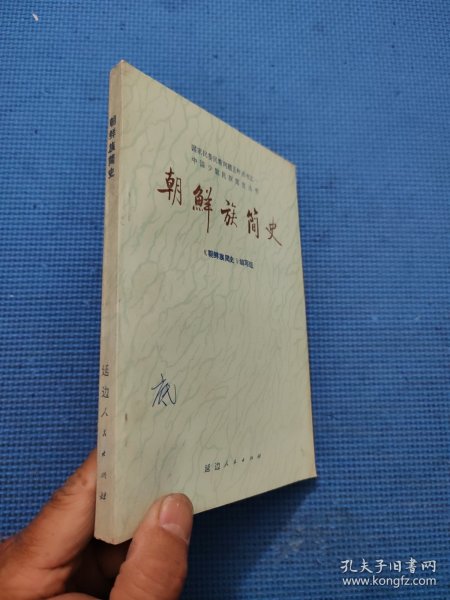 朝鲜族简史
延边人民出版社
国家民委民族问题五种丛书之一
中国少数民族简史丛书
朝鲜族简史
《朝鲜族简史》编写组
底
延边人民出版社
孔夫子旧书网
www.kongfz.com